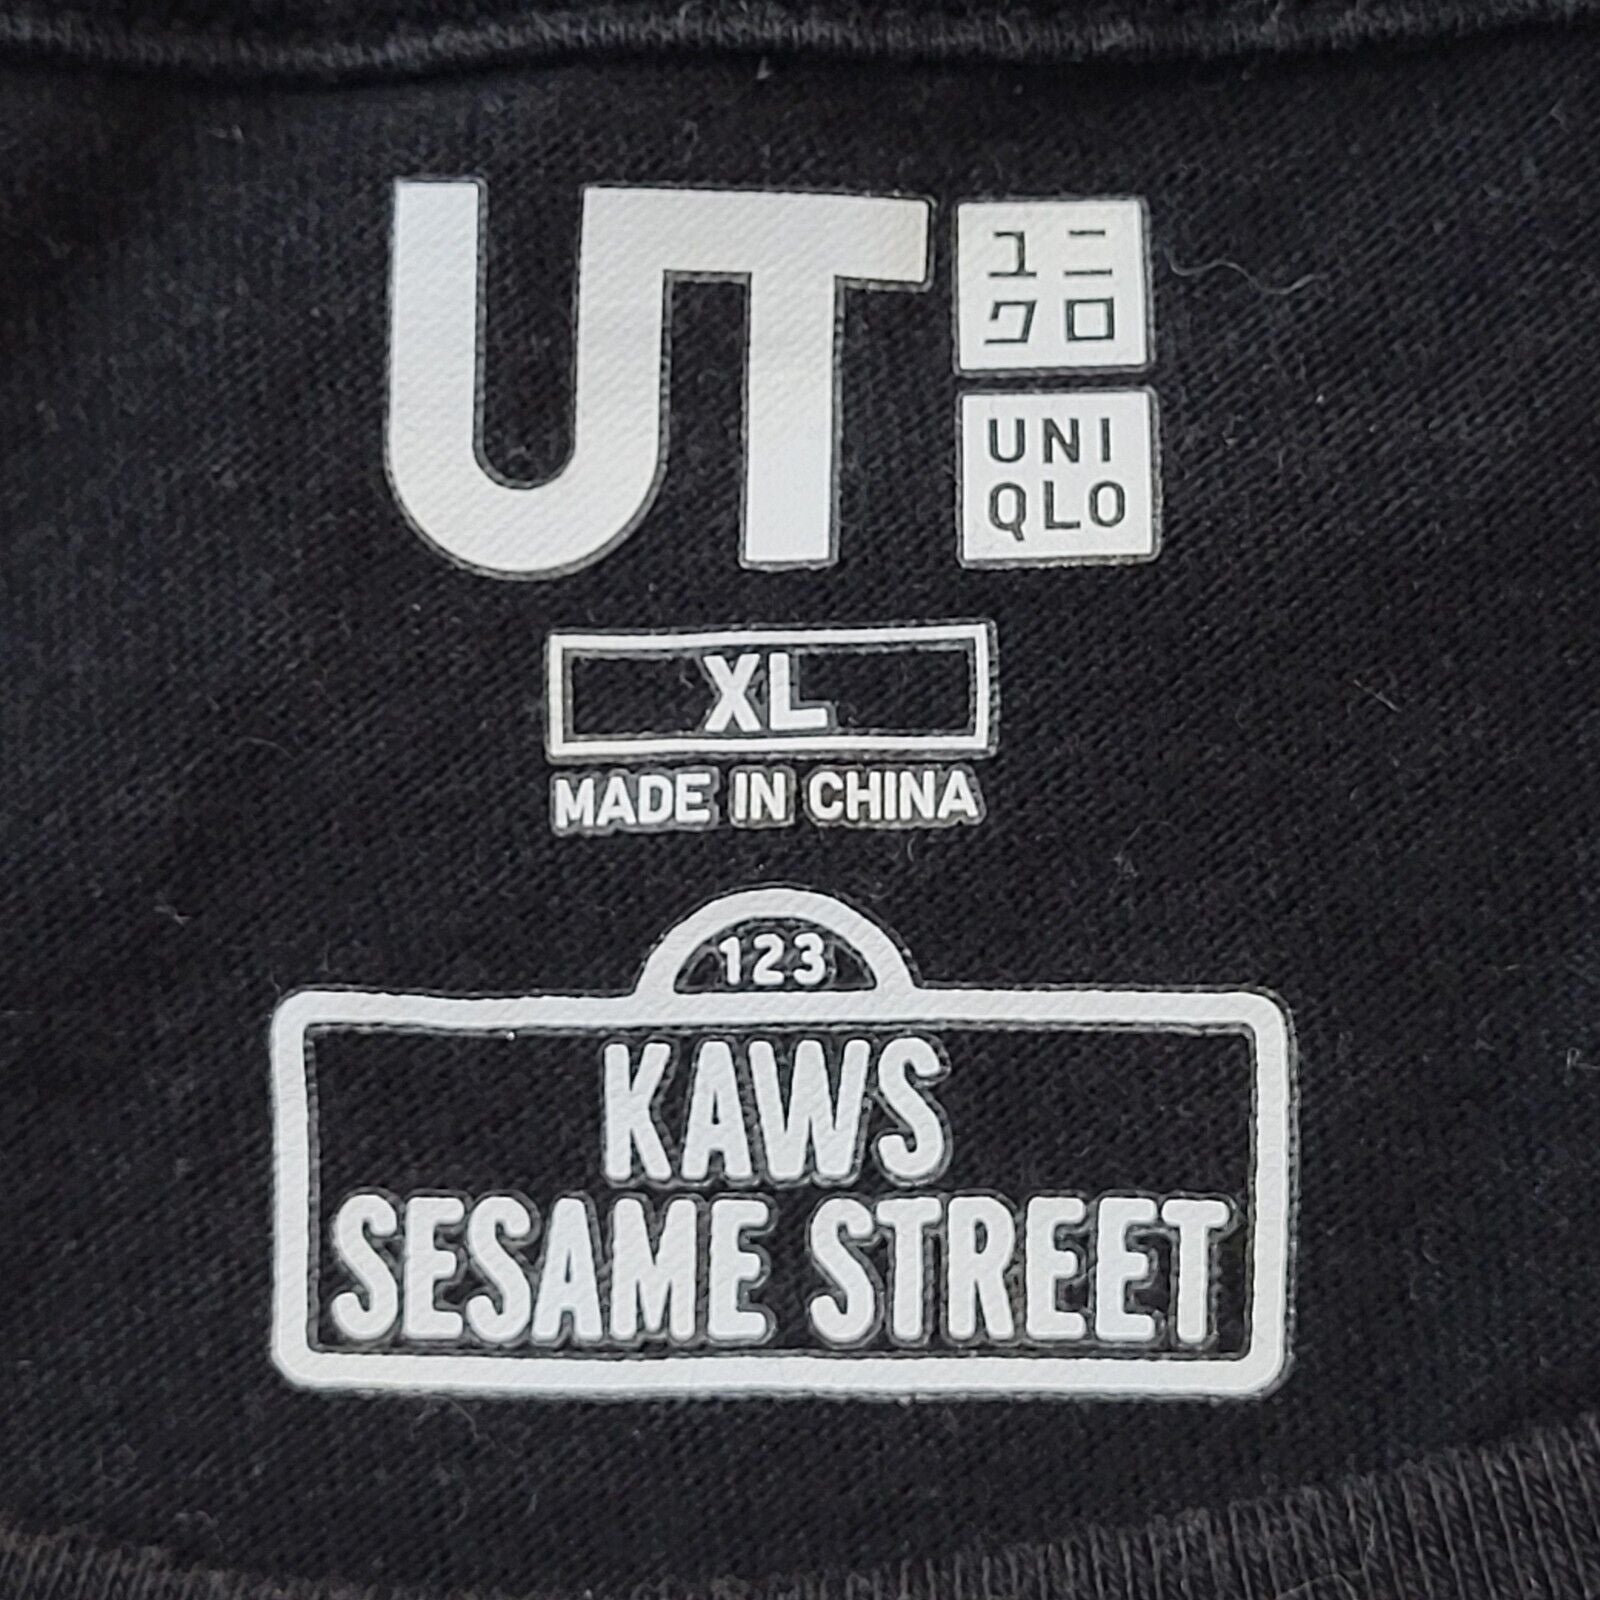 UT
ユニ
クロ
UNI
QLO
XL
MADE IN CHINA
123
KAWS
SESAME STREET